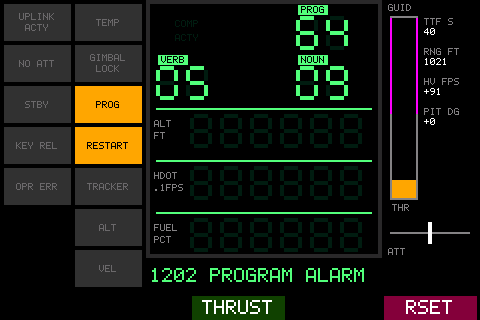 UPLINK
ACTY
TEMP
NO ATT
GIMBAL
LOCK
STBY
PROG
KEY REL
RESTART
OPR ERR
TRACKER
ALT
VEL
COMP
ACTY
PROG
64
VERB
05
NOUN
09
ALT
FT
HDOT
.1FPS
FUEL
PCT
1202 PROGRAM ALARM
THRUST
RSET
GUID
TTF S
40
RNG FT
1021
HV FPS
+91
PIT DG
+0
THR
ATT